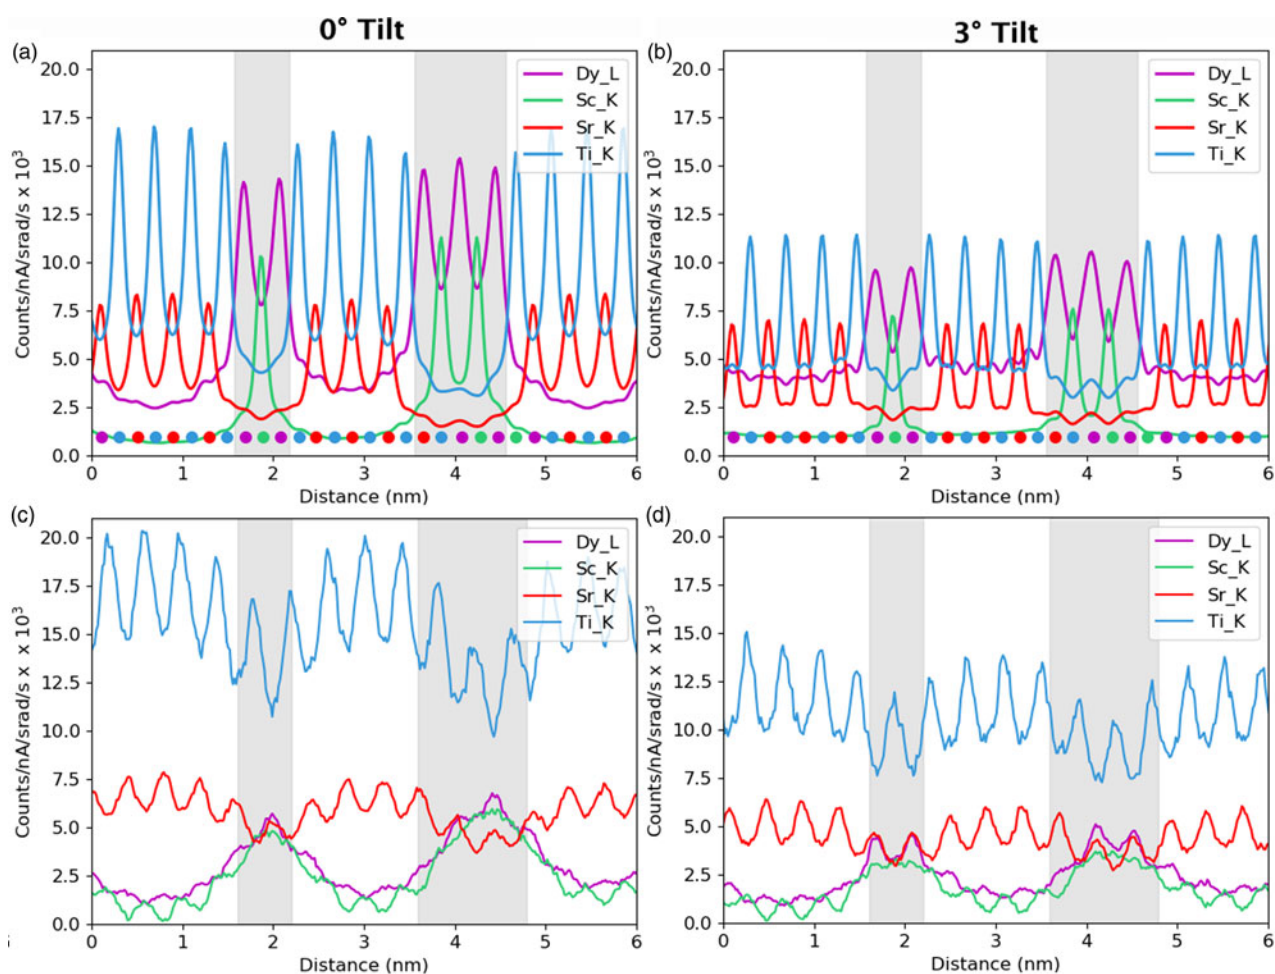 0° Tilt
3° Tilt
(a)
20.0
17.5
15.0
12.5
10.0
7.5
5.0
2.5
0.0
Counts/nA/srad/s x 10³
Dy_L
Sc_K
Sr_K
Ti_K
0 1 2 3 4 5 6
Distance (nm)
(b)
20.0
17.5
15.0
12.5
10.0
7.5
5.0
2.5
0.0
Counts/nA/srad/s x 10³
Dy_L
Sc_K
Sr_K
Ti_K
0 1 2 3 4 5 6
Distance (nm)
(c)
20.0
17.5
15.0
12.5
10.0
7.5
5.0
2.5
0.0
Counts/nA/srad/s x x 10³
Dy_L
Sc_K
Sr_K
Ti_K
0 1 2 3 4 5 6
Distance (nm)
(d)
20.0
17.5
15.0
12.5
10.0
7.5
5.0
2.5
0.0
Counts/nA/srad/s x x 10³
Dy_L
Sc_K
Sr_K
Ti_K
0 1 2 3 4 5 6
Distance (nm)